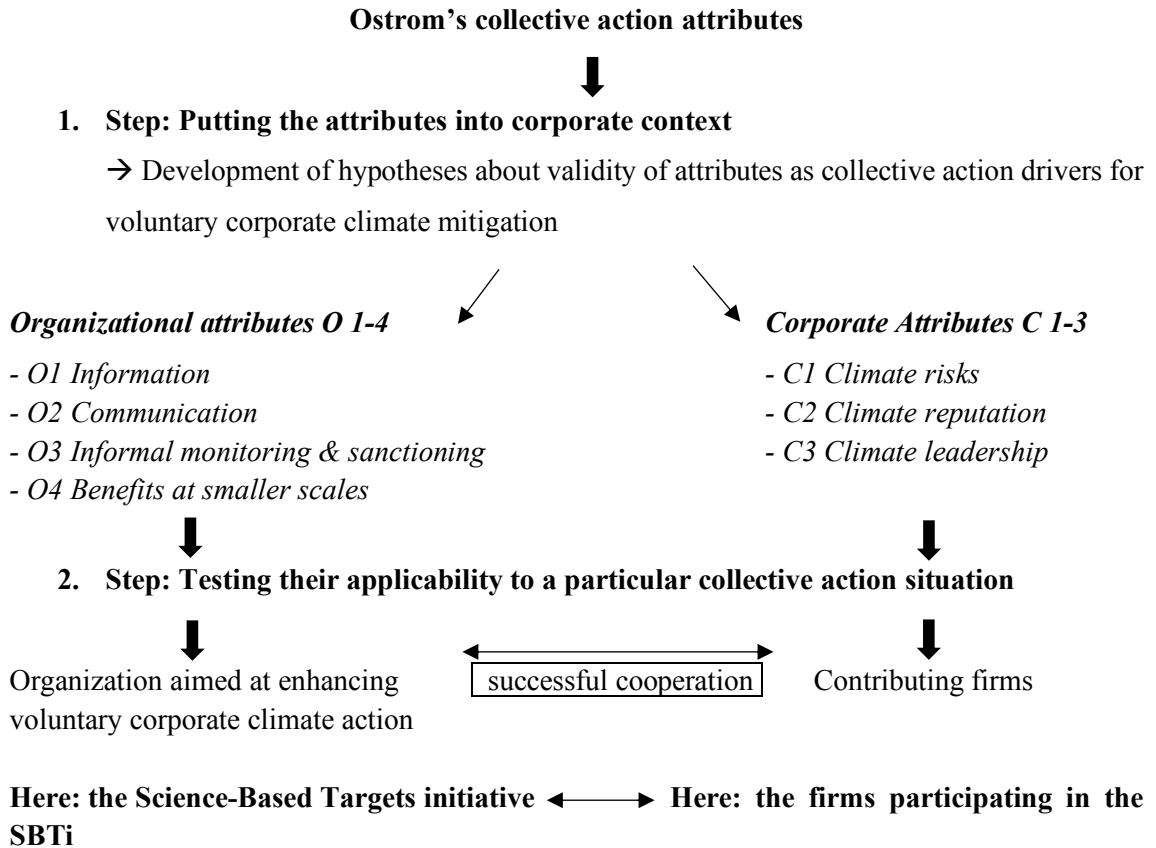 Ostrom’s collective action attributes
1. Step: Putting the attributes into corporate context
→ Development of hypotheses about validity of attributes as collective action drivers for
voluntary corporate climate mitigation
Organizational attributes O 1-4
- O1 Information
- O2 Communication
- O3 Informal monitoring & sanctioning
- O4 Benefits at smaller scales
Corporate Attributes C 1-3
- C1 Climate risks
- C2 Climate reputation
- C3 Climate leadership
2. Step: Testing their applicability to a particular collective action situation
Organization aimed at enhancing
voluntary corporate climate action
successful cooperation
Contributing firms
Here: the Science-Based Targets initiative ↔ Here: the firms participating in the
SBTi